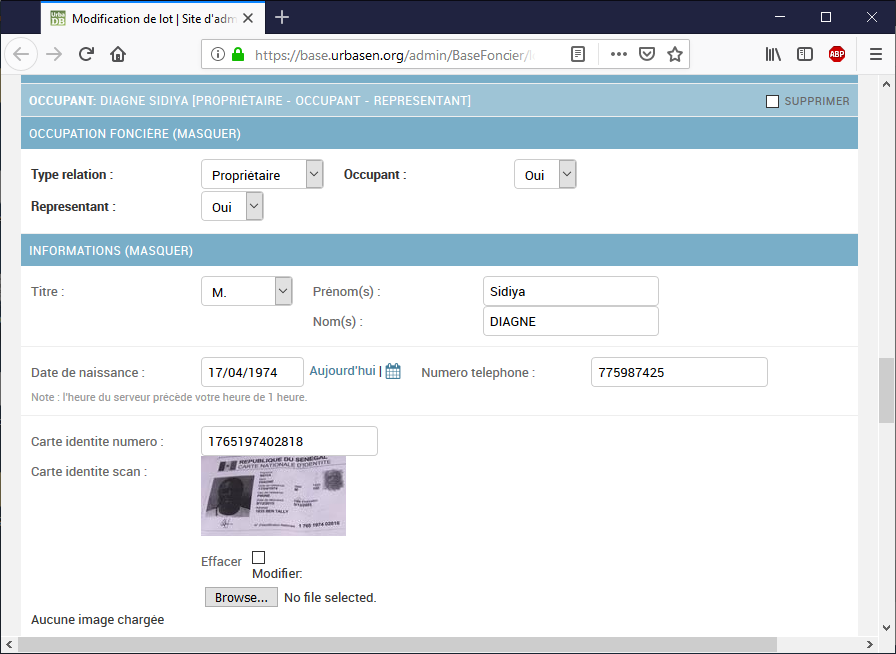 Modification de lot | Site d'adm
https://base.urbasen.org/admin/BaseFoncier/
ABP
OCCUPANT: DIAGNE SIDIYA [PROPRIÉTAIRE - OCCUPANT - REPRESENTANT]
SUPPRIMER
OCCUPATION FONCIÈRE (MASQUER)
Type relation : Propriétaire Occupant : Oui
Representant : Oui
INFORMATIONS (MASQUER)
Titre : M. Prénom(s) : Sidiya
Nom(s) : DIAGNE
Date de naissance : 17/04/1974 Aujourd'hui | Numero telephone : 775987425
Note : l'heure du serveur précède votre heure de 1 heure.
Carte identite numero : 1765197402818
Carte identite scan :
REPUBLIQUE DU SENEGAL
CARTE NATIONALE D'IDENTITE
1 765 1974 02818
Effacer
Modifier:
Browse... No file selected.
Aucune image chargée